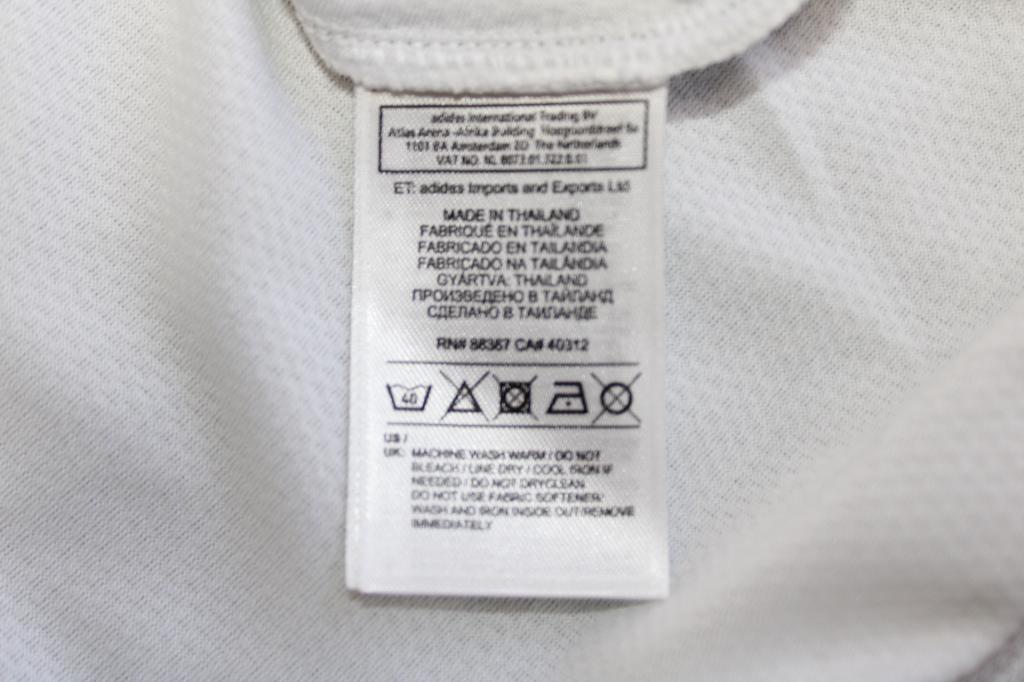 adidas International Trading BV
Atlas Arena -Afrika Building Hoogoorddreef 9a
1101 BA Amsterdam ZO The Netherlands
VAT NO. NL
ET: adidas Imports and Exports Ltd
MADE IN THAILAND
FABRIQUÉ EN THAÏLANDE
FABRICADO EN TAILANDIA
FABRICADO NA TAILÂNDIA
GYÁRTVA: THAILAND
ПРОИЗВЕДЕНО В ТАЙЛАНД
СДЕЛАНО В ТАИЛАНДЕ
RN# 88387 CA# 40312
40
US /
UK: MACHINE WASH WARM / DO NOT
BLEACH / LINE DRY / COOL IRON IF
NEEDED / DO NOT DRYCLEAN
DO NOT USE FABRIC SOFTENER/
WASH AND IRON INSIDE OUT/REMOVE
IMMEDIATELY